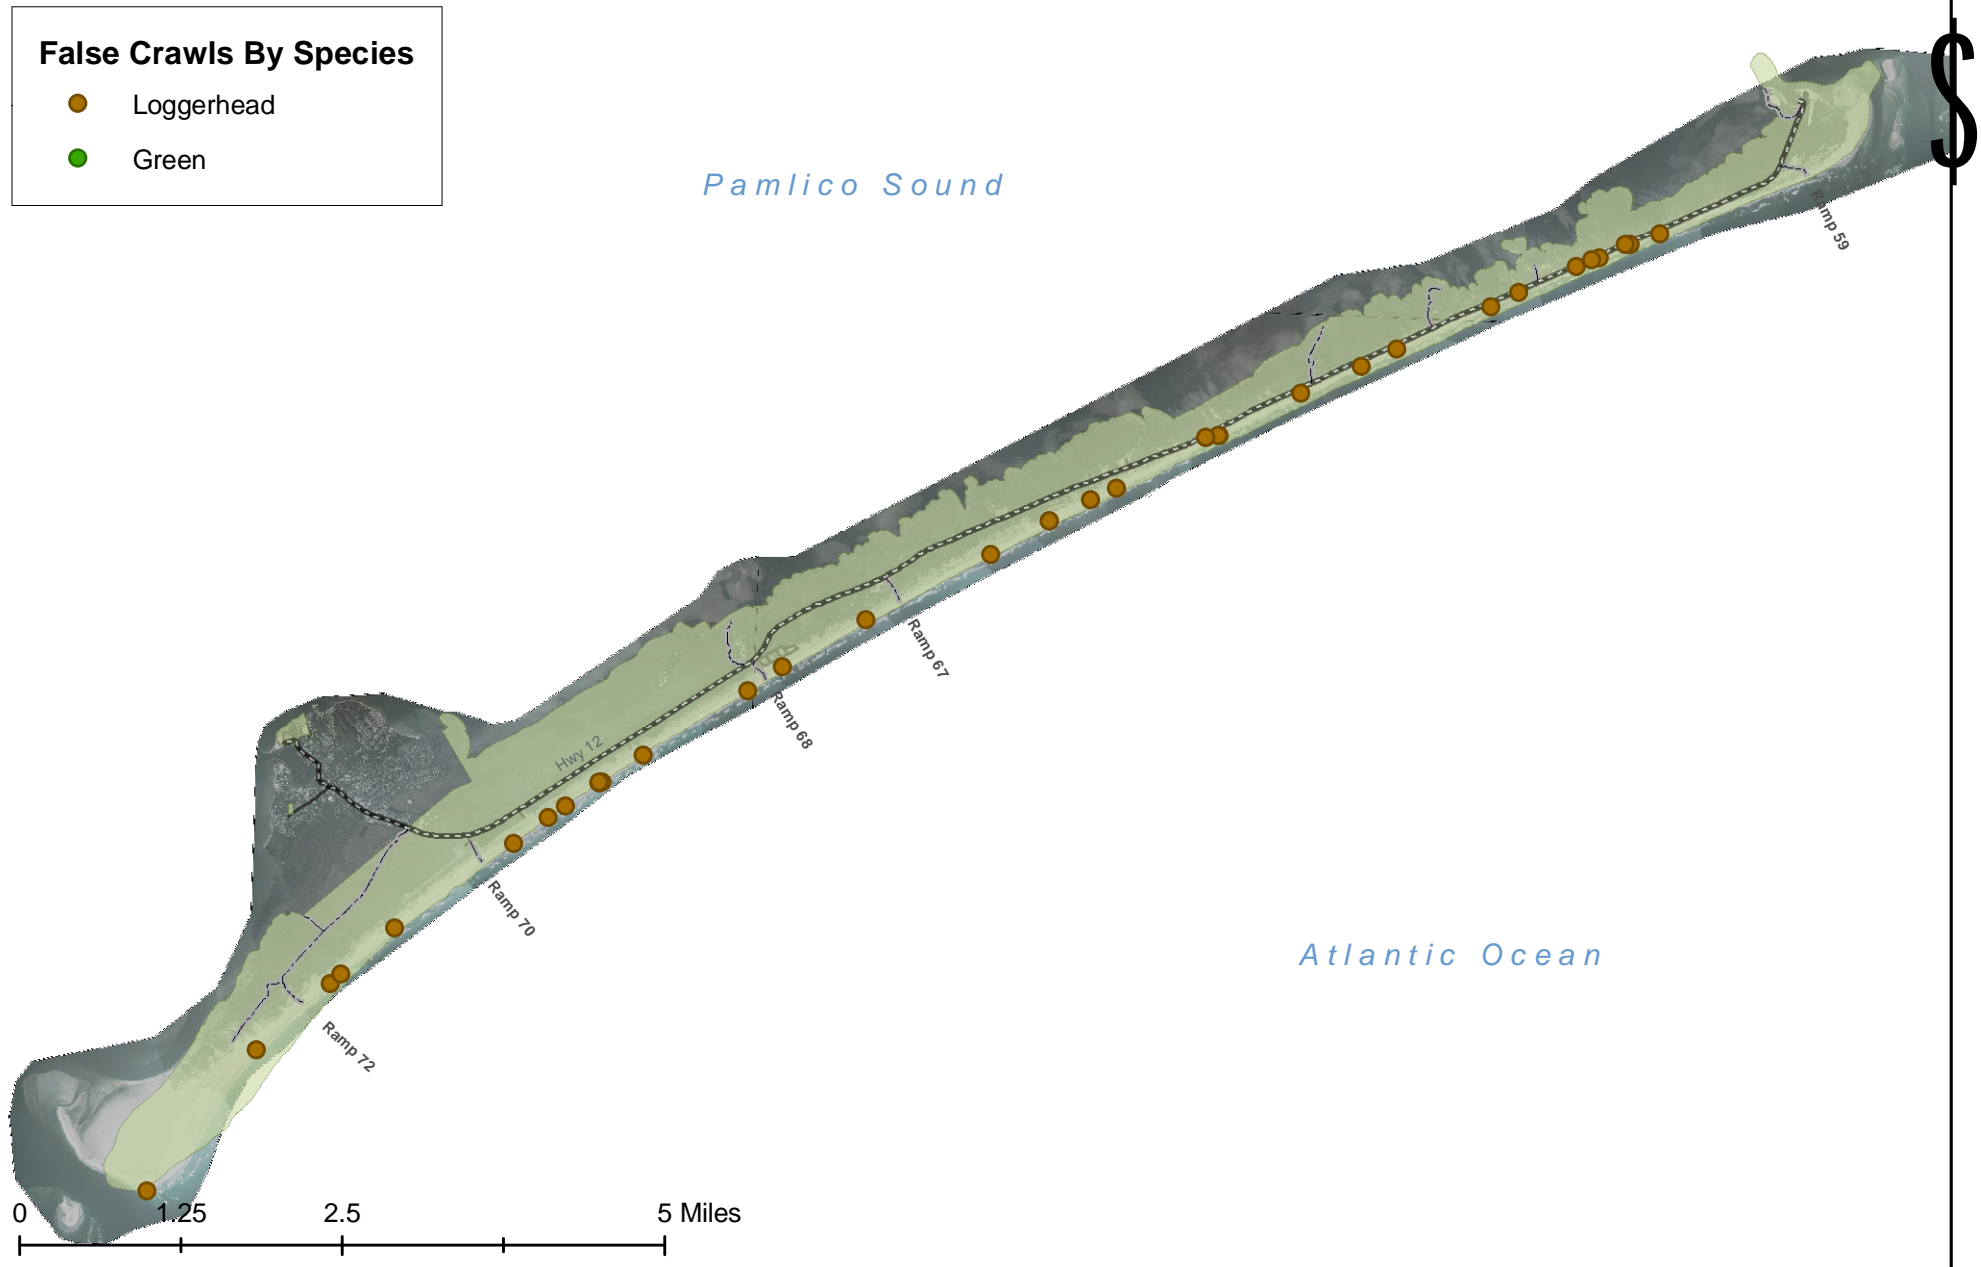 False Crawls By Species
Loggerhead
Green
Pamlico Sound
Ramp 59
Ramp 67
Ramp 68
Hwy 12
Ramp 70
Atlantic Ocean
Ramp 72
0 1.25 2.5 5 Miles
$